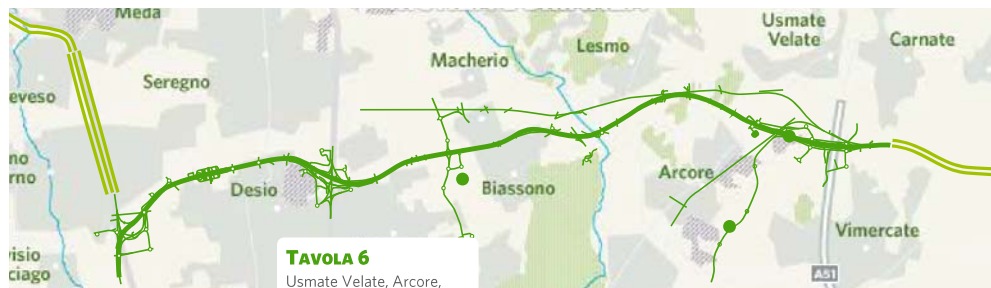 Meda
Usmate
Velate
Carnate
Lesmo
Macherio
Seregno
eveso
no
rno
Desio
Biassono
Arcore
Vimercate
visio
ciago
A51
TAVOLA 6
Usmate Velate, Arcore,